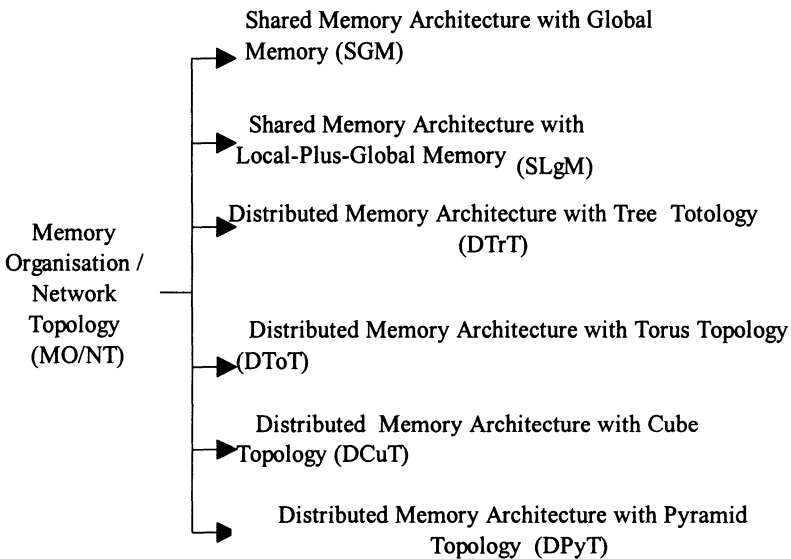 Shared Memory Architecture with Global
Memory (SGM)
Shared Memory Architecture with
Local-Plus-Global Memory (SLgM)
Distributed Memory Architecture with Tree Totology
(DTrT)
Memory
Organisation /
Network
Topology
(MO/NT)
Distributed Memory Architecture with Torus Topology
(DToT)
Distributed Memory Architecture with Cube
Topology (DCuT)
Distributed Memory Architecture with Pyramid
Topology (DPyT)